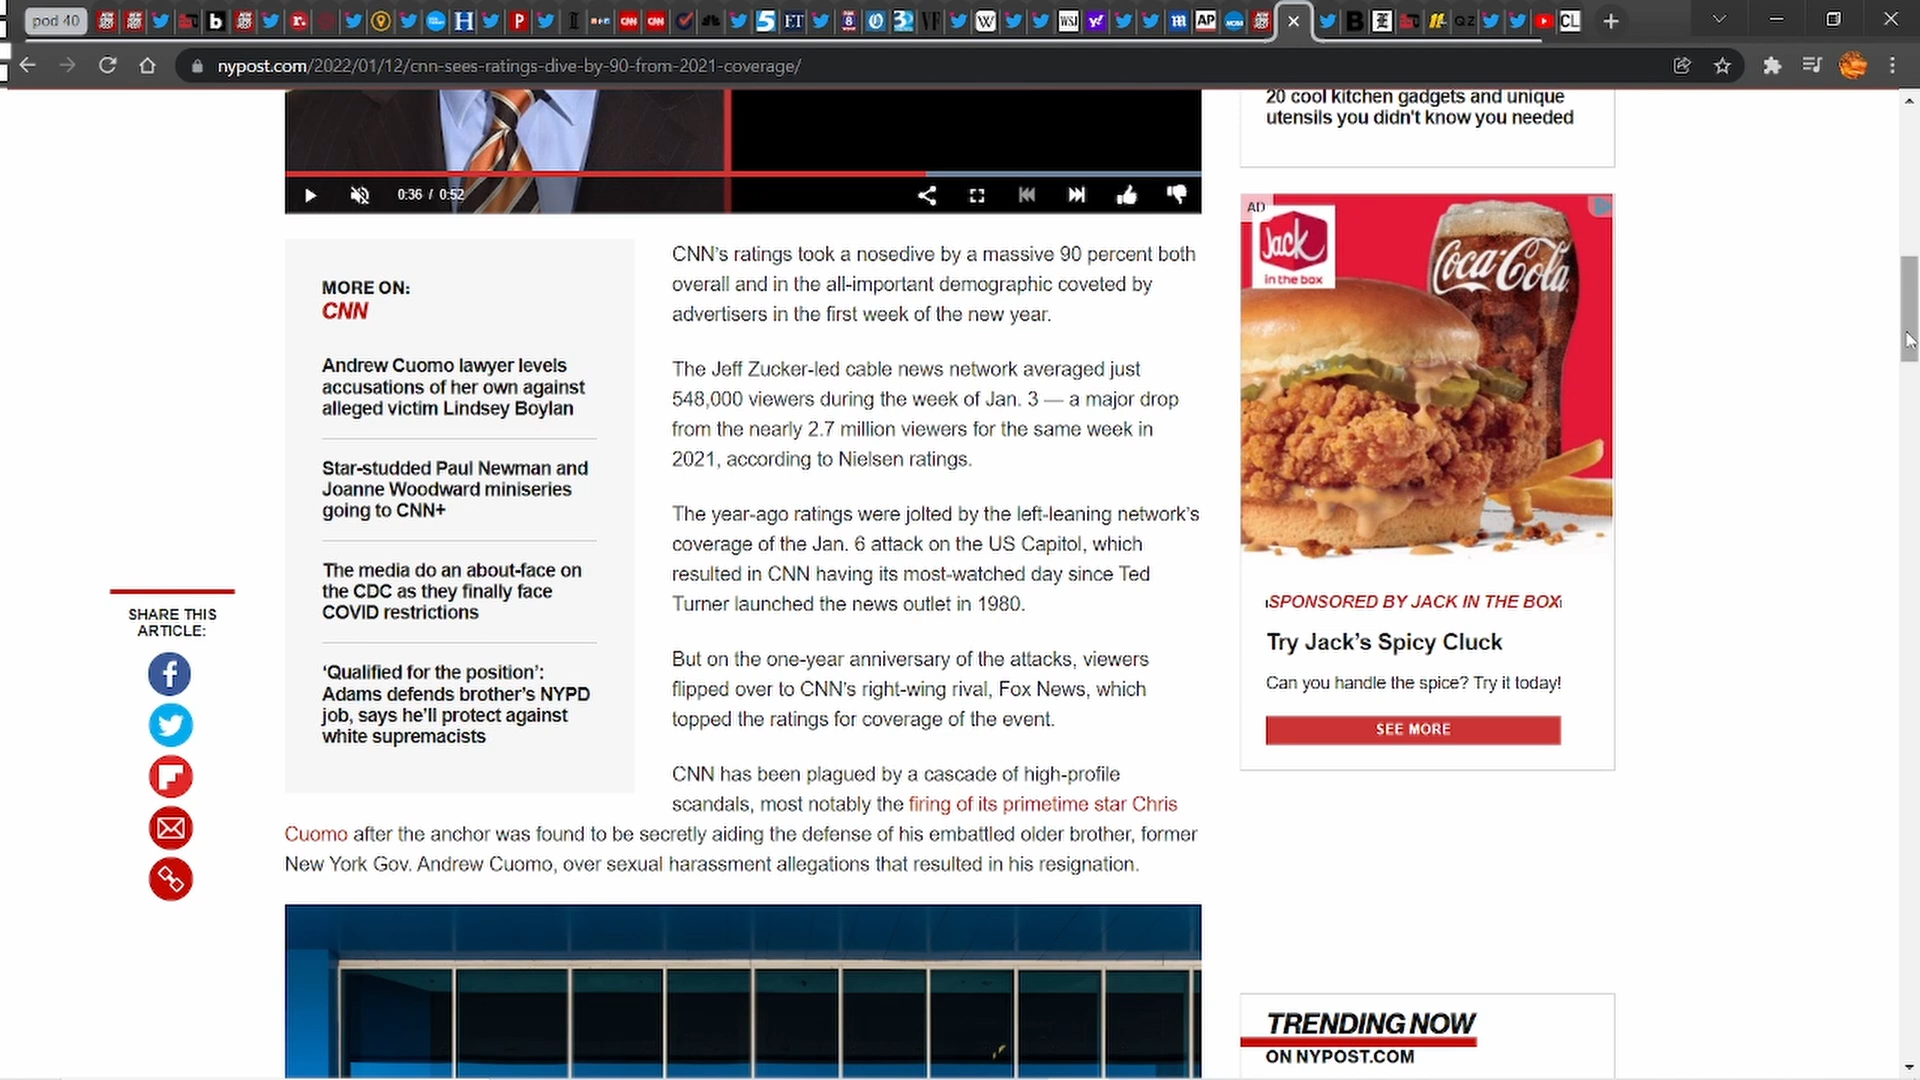 pod 40
nypost.com/2022/01/12/cnn-sees-ratings-dive-by-90-from-2021-coverage/
20 cool kitchen gadgets and unique
utensils you didn't know you needed
0:36 / 0:52
MORE ON:
CNN
Andrew Cuomo lawyer levels
accusations of her own against
alleged victim Lindsey Boylan
Star-studded Paul Newman and
Joanne Woodward miniseries
going to CNN+
The media do an about-face on
the CDC as they finally face
COVID restrictions
‘Qualified for the position’:
Adams defends brother’s NYPD
job, says he’ll protect against
white supremacists
SHARE THIS
ARTICLE:
CNN’s ratings took a nosedive by a massive 90 percent both
overall and in the all-important demographic coveted by
advertisers in the first week of the new year.
The Jeff Zucker-led cable news network averaged just
548,000 viewers during the week of Jan. 3 — a major drop
from the nearly 2.7 million viewers for the same week in
2021, according to Nielsen ratings.
The year-ago ratings were jolted by the left-leaning network’s
coverage of the Jan. 6 attack on the US Capitol, which
resulted in CNN having its most-watched day since Ted
Turner launched the news outlet in 1980.
But on the one-year anniversary of the attacks, viewers
flipped over to CNN’s right-wing rival, Fox News, which
topped the ratings for coverage of the event.
CNN has been plagued by a cascade of high-profile
scandals, most notably the firing of its primetime star Chris
Cuomo after the anchor was found to be secretly aiding the defense of his embattled older brother, former
New York Gov. Andrew Cuomo, over sexual harassment allegations that resulted in his resignation.
AD
Jack
in the box
Coca-Cola
SPONSORED BY JACK IN THE BOX
Try Jack’s Spicy Cluck
Can you handle the spice? Try it today!
SEE MORE
TRENDING NOW
ON NYPOST.COM